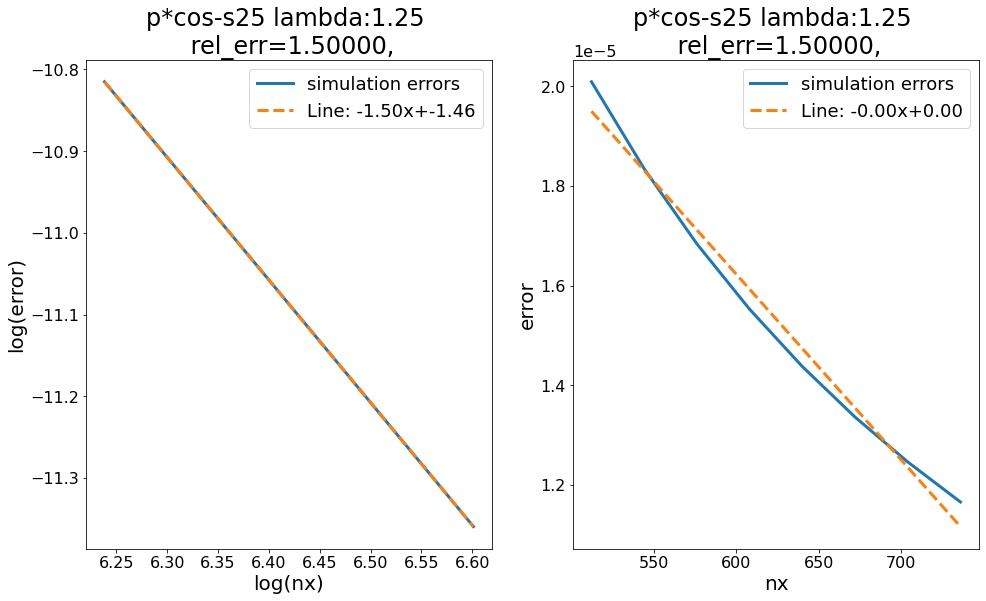 p*cos-s25 lambda:1.25
rel_err=1.50000,
simulation errors
Line: -1.50x+-1.46
−10.8
−10.9
−11.0
−11.1
−11.2
−11.3
log(error)
6.25 6.30 6.35 6.40 6.45 6.50 6.55 6.60
log(nx)
p*cos-s25 lambda:1.25
rel_err=1.50000,
1e−5
simulation errors
Line: -0.00x+0.00
2.0
1.8
1.6
1.4
1.2
error
550 600 650 700
nx